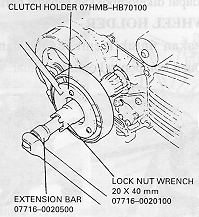 CLUTCH HOLDER 07HMB-HB70100
LOCK NUT WRENCH
20 X 40 mm
07716-0020100
EXTENSION BAR
07716-0020500